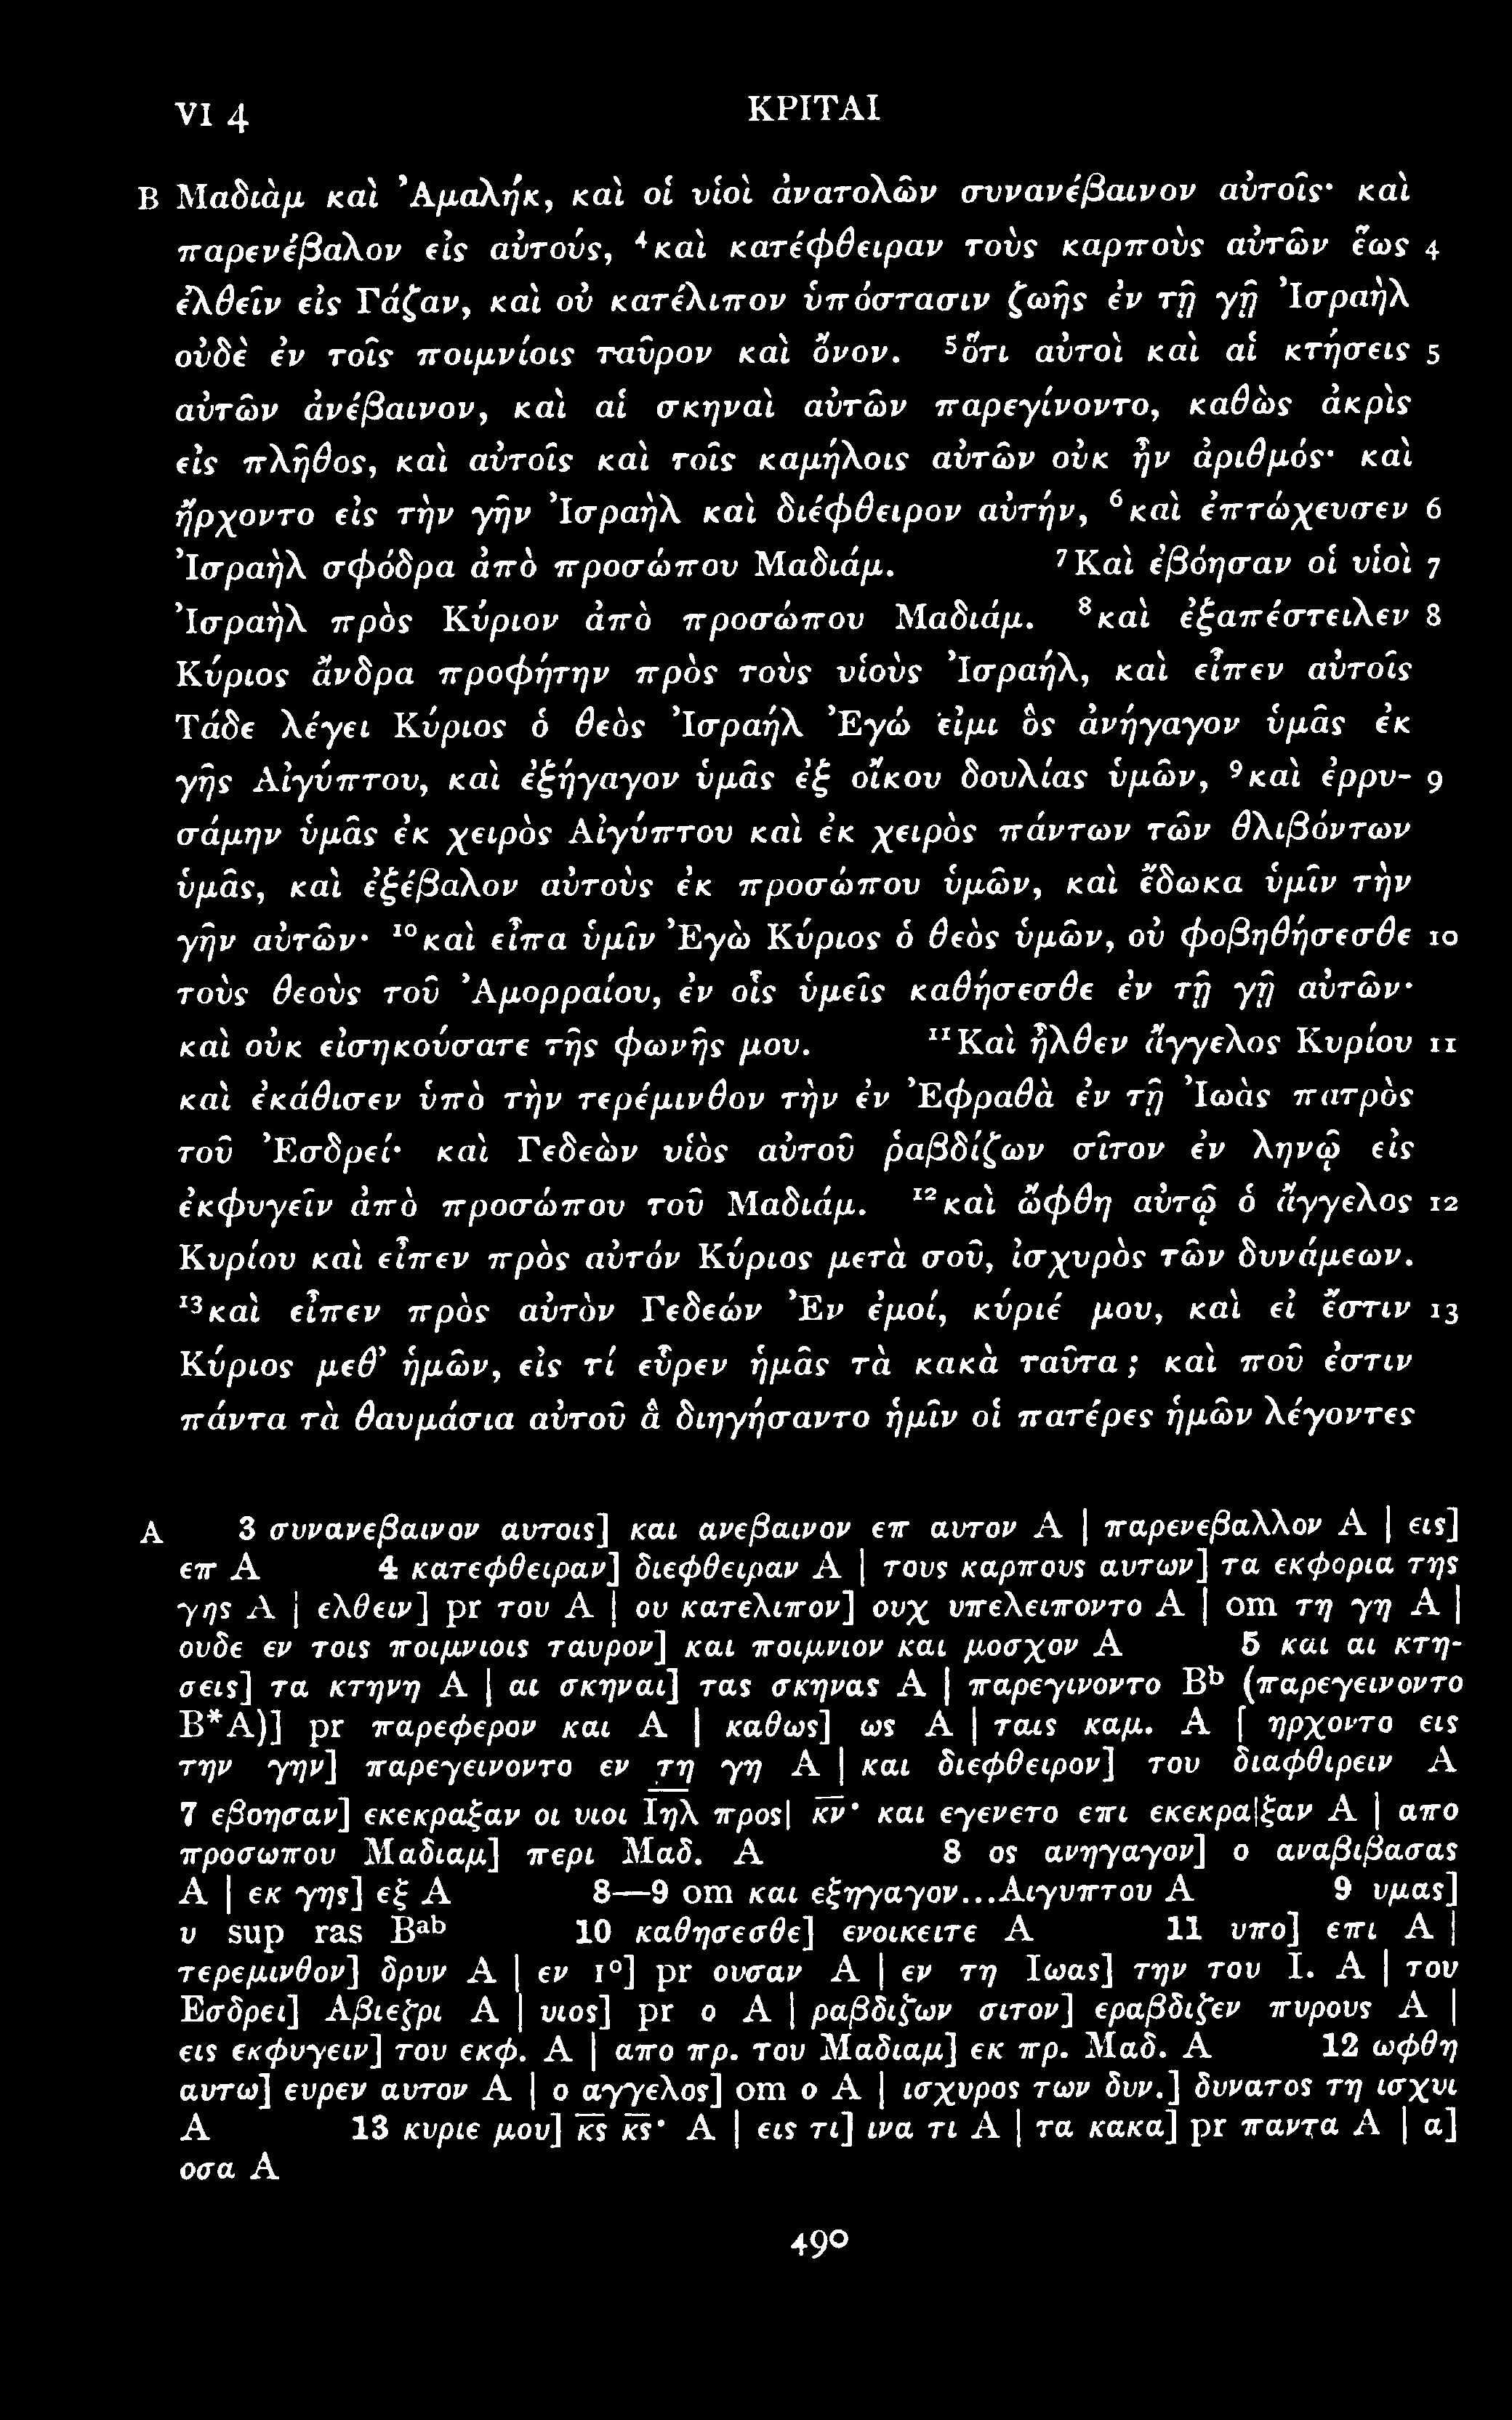 VI 4 ΚΡΙΤΑΙ
B Μαδιὰμ καὶ Ἀμαλήκ, καὶ οἱ υἱοὶ ἀνατολῶν συνανέβαινον αὐτοῖς· καὶ
παρενέβαλον εἰς αὐτούς, ⁴καὶ κατέφθειραν τοὺς καρποὺς αὐτῶν ἕως 4
ἐλθεῖν εἰς Γάζαν, καὶ οὐ κατέλιπον ὑπόστασιν ζωῆς ἐν τῇ γῇ Ἰσραὴλ
οὐδὲ ἐν τοῖς ποιμνίοις ταῦρον καὶ ὄνον. ⁵ὅτι αὐτοὶ καὶ αἱ κτήσεις 5
αὐτῶν ἀνέβαινον, καὶ αἱ σκηναὶ αὐτῶν παρεγίνοντο, καθὼς ἀκρὶς
εἰς πλῆθος, καὶ αὐτοῖς καὶ τοῖς καμήλοις αὐτῶν οὐκ ἦν ἀριθμός· καὶ
ἤρχοντο εἰς τὴν γῆν Ἰσραὴλ καὶ διέφθειρον αὐτήν, ⁶καὶ ἐπτώχευσεν 6
Ἰσραὴλ σφόδρα ἀπὸ προσώπου Μαδιάμ. ⁷Καὶ ἐβόησαν οἱ υἱοὶ 7
Ἰσραὴλ πρὸς Κύριον ἀπὸ προσώπου Μαδιάμ. ⁸καὶ ἐξαπέστειλεν 8
Κύριος ἄνδρα προφήτην πρὸς τοὺς υἱοὺς Ἰσραήλ, καὶ εἶπεν αὐτοῖς
Τάδε λέγει Κύριος ὁ θεὸς Ἰσραὴλ Ἐγώ εἰμι ὃς ἀνήγαγον ὑμᾶς ἐκ
γῆς Αἰγύπτου, καὶ ἐξήγαγον ὑμᾶς ἐξ οἴκου δουλίας ὑμῶν, ⁹καὶ ἐρρυ- 9
σάμην ὑμᾶς ἐκ χειρὸς Αἰγύπτου καὶ ἐκ χειρὸς πάντων τῶν θλιβόντων
ὑμᾶς, καὶ ἐξέβαλον αὐτοὺς ἐκ προσώπου ὑμῶν, καὶ ἔδωκα ὑμῖν τὴν
γῆν αὐτῶν· ¹⁰καὶ εἶπα ὑμῖν Ἐγὼ Κύριος ὁ θεὸς ὑμῶν, οὐ φοβηθήσεσθε 10
τοὺς θεοὺς τοῦ Ἀμορραίου, ἐν οἷς ὑμεῖς καθήσεσθε ἐν τῇ γῇ αὐτῶν·
καὶ οὐκ εἰσηκούσατε τῆς φωνῆς μου. ¹¹Καὶ ἦλθεν ἄγγελος Κυρίου 11
καὶ ἐκάθισεν ὑπὸ τὴν τερέμινθον τὴν ἐν Ἐφραθὰ ἐν τῇ Ἰωὰς πατρὸς
τοῦ Ἐσδρεί· καὶ Γεδεὼν υἱὸς αὐτοῦ ῥαβδίζων σῖτον ἐν ληνῷ εἰς
ἐκφυγεῖν ἀπὸ προσώπου τοῦ Μαδιάμ. ¹²καὶ ὤφθη αὐτῷ ὁ ἄγγελος 12
Κυρίου καὶ εἶπεν πρὸς αὐτόν Κύριος μετὰ σοῦ, ἰσχυρὸς τῶν δυνάμεων.
¹³καὶ εἶπεν πρὸς αὐτὸν Γεδεών Ἐν ἐμοί, κύριέ μου, καὶ εἰ ἔστιν 13
Κύριος μεθ’ ἡμῶν, εἰς τί εὗρεν ἡμᾶς τὰ κακὰ ταῦτα; καὶ ποῦ ἐστιν
πάντα τὰ θαυμάσια αὐτοῦ ἃ διηγήσαντο ἡμῖν οἱ πατέρες ἡμῶν λέγοντες
A 3 συνανεβαινον αυτοις] και ανεβαινον επ αυτον A | παρενεβαλλον A | εις]
επ A 4 κατεφθειραν] διεφθειραν A | τους καρπους αυτων] τα εκφορια της
γης A | ελθειν] pr του A | ου κατελιπον] ουχ υπελειποντο A | om τη γη A |
ουδε εν τοις ποιμνιοις ταυρον] και ποιμνιον και μοσχον A 5 και αι κτη-
σεις] τα κτηνη A | αι σκηναι] τας σκηνας A | παρεγινοντο Bᵇ (παρεγεινοντο
B*A)] pr παρεφερον και A | καθως] ως A | ταις καμ. A | ηρχοντο εις
την γην] παρεγεινοντο εν τη γη A | και διεφθειρον] του διαφθιρειν A
7 εβοησαν] εκεκραξαν οι υιοι Ιηλ προς| κ̅ν̅· και εγενετο επι εκεκρα|ξαν A | απο
προσωπου Μαδιαμ] περι Μαδ. A 8 ος ανηγαγον] ο αναβιβασας
A | εκ γης] εξ A 8—9 om και εξηγαγον...Αιγυπτου A 9 υμας]
υ sup ras Bᵃᵇ 10 καθησεσθε] ενοικειτε A 11 υπο] επι A |
τερεμινθον] δρυν A | εν 1°] pr ουσαν A | εν τη Ιωας] την του Ι. A | του
Εσδρει] Αβιεζρι A | υιος] pr ο A | ραβδιζων σιτον] εραβδιζεν πυρους A |
εις εκφυγειν] του εκφ. A | απο πρ. του Μαδιαμ] εκ πρ. Μαδ. A 12 ωφθη
αυτω] ευρεν αυτον A | ο αγγελος] om ο A | ισχυρος των δυν.] δυνατος τη ισχυι
A 13 κυριε μου] κ̅ς̅ κ̅ς̅· A | εις τι] ινα τι A | τα κακα] pr παντα A | α]
οσα A
490